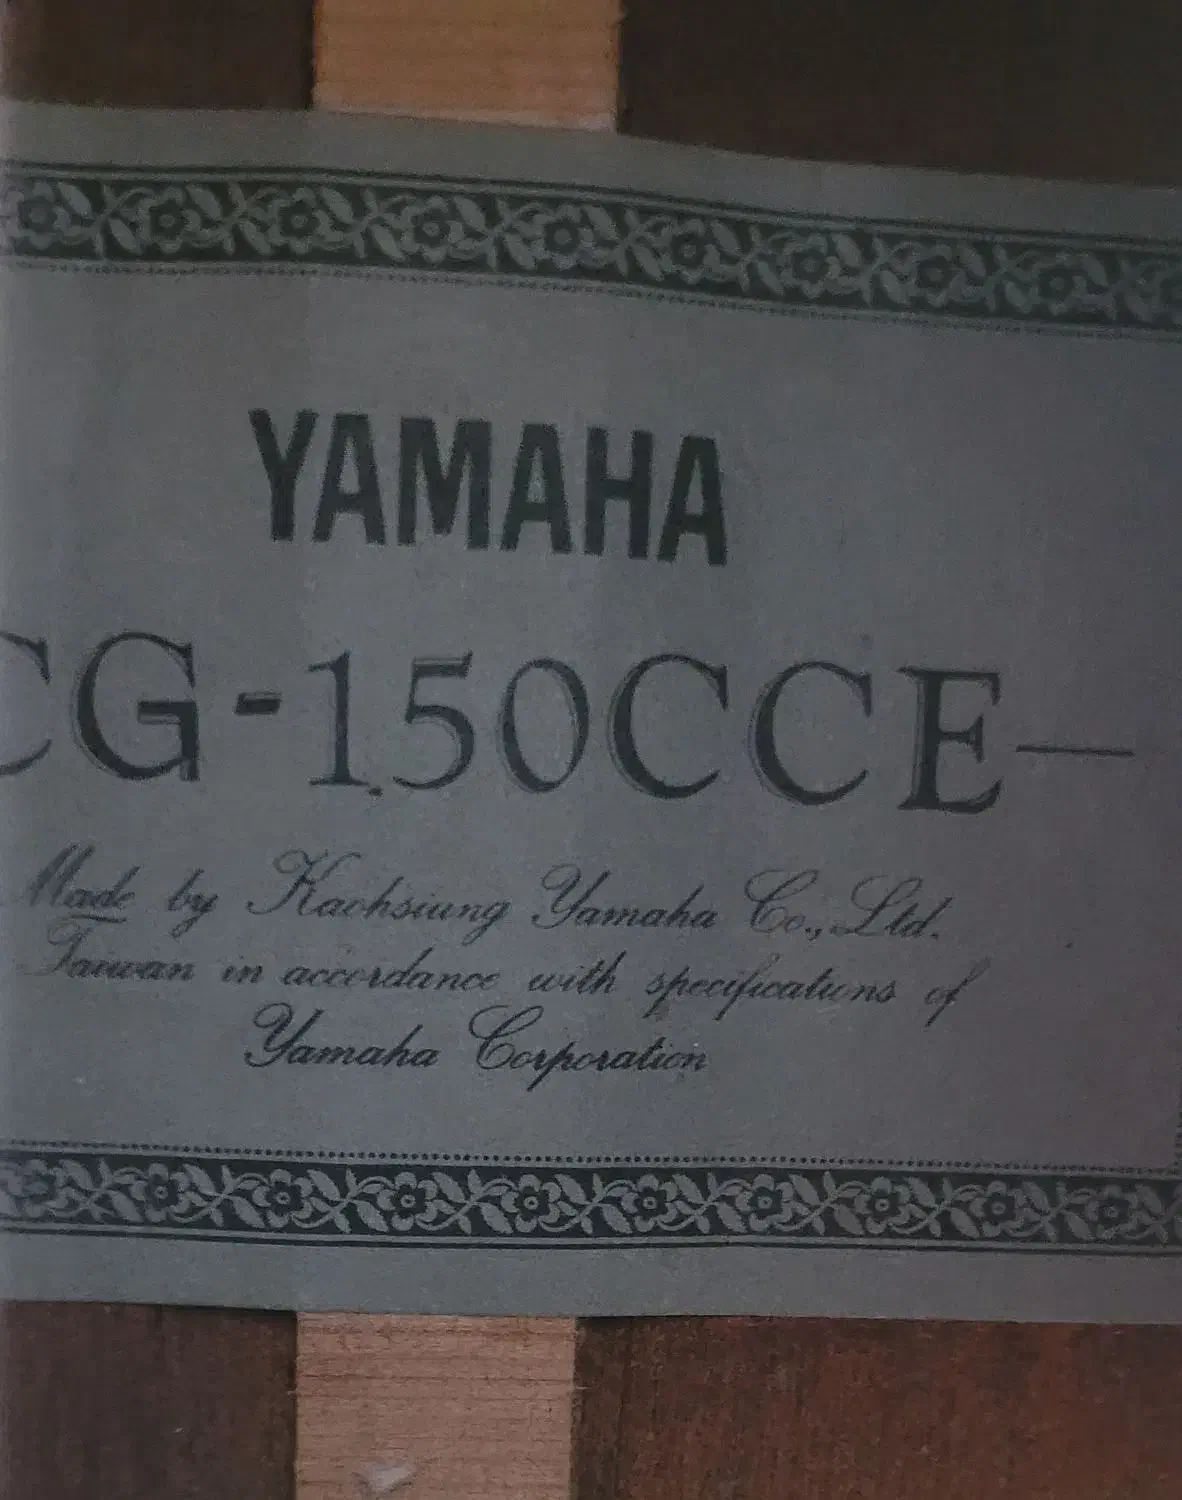 YAMAHA
CG-150CCE—
Made by Kaohsiung Yamaha Co., Ltd.
Taiwan in accordance with specifications of
Yamaha Corporation